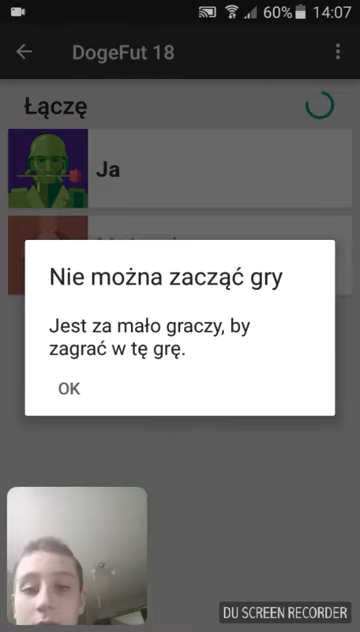 60% 14:07
DogeFut 18
Łączę
Ja
Nie można zacząć gry
Jest za mało graczy, by
zagrać w tę grę.
OK
DU SCREEN RECORDER